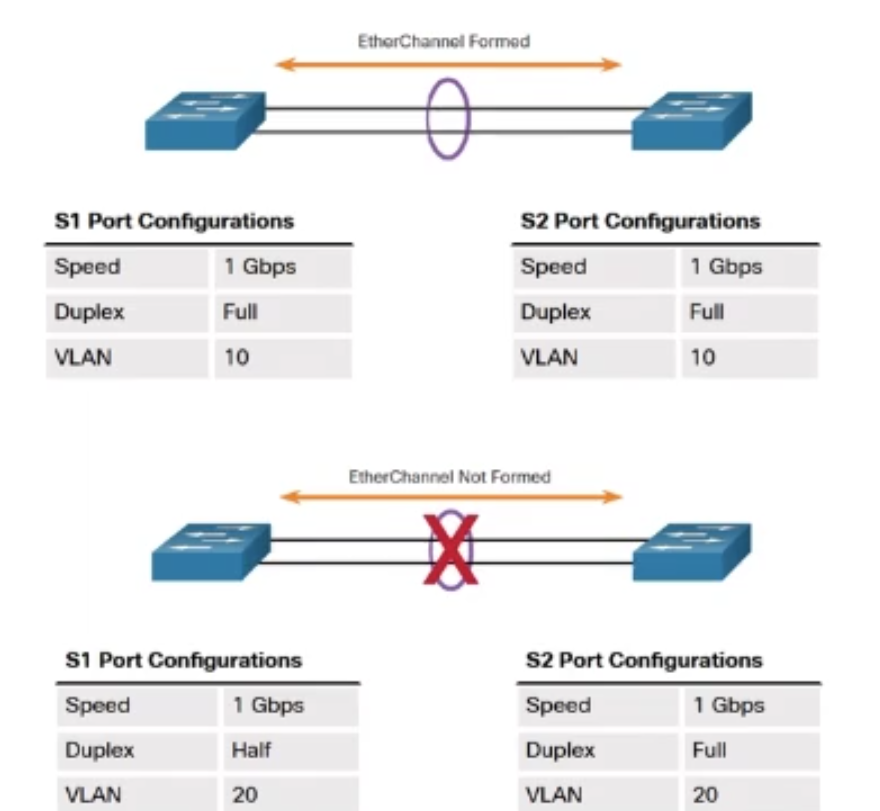 EtherChannel Formed
S1 Port Configurations
Speed 1 Gbps
Duplex Full
VLAN 10
S2 Port Configurations
Speed 1 Gbps
Duplex Full
VLAN 10
EtherChannel Not Formed
S1 Port Configurations
Speed 1 Gbps
Duplex Half
VLAN 20
S2 Port Configurations
Speed 1 Gbps
Duplex Full
VLAN 20